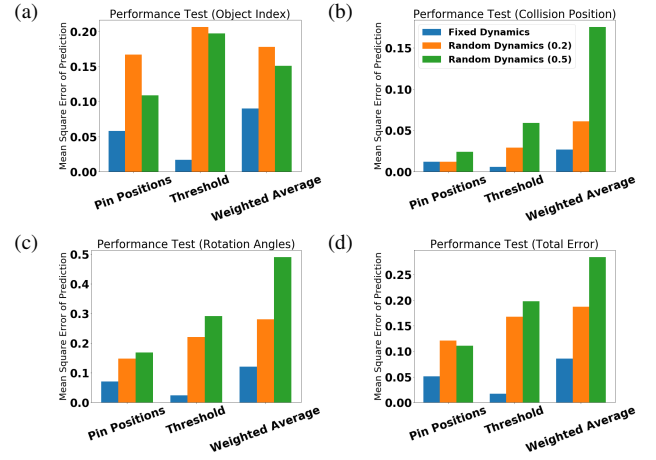 (a)
Performance Test (Object Index)
Mean Square Error of Prediction
0.20
0.15
0.10
0.05
0.00
Pin Positions
Threshold
Weighted Average
(b)
Performance Test (Collision Position)
Mean Square Error of Prediction
0.15
0.10
0.05
0.00
Fixed Dynamics
Random Dynamics (0.2)
Random Dynamics (0.5)
Pin Positions
Threshold
Weighted Average
(c)
Performance Test (Rotation Angles)
Mean Square Error of Prediction
0.5
0.4
0.3
0.2
0.1
0.0
Pin Positions
Threshold
Weighted Average
(d)
Performance Test (Total Error)
Mean Square Error of Prediction
0.25
0.20
0.15
0.10
0.05
0.00
Pin Positions
Threshold
Weighted Average